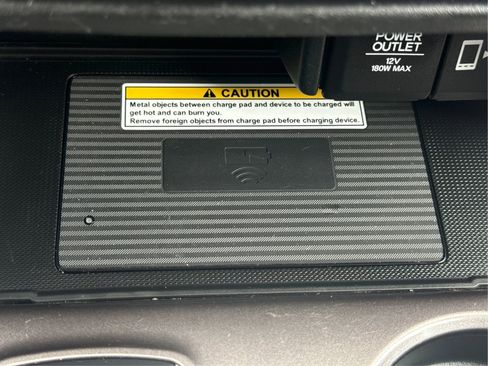 POWER
OUTLET
12V
180W MAX
CAUTION
Metal objects between charge pad and device to be charged will
get hot and can burn you.
Remove foreign objects from charge pad before charging device.